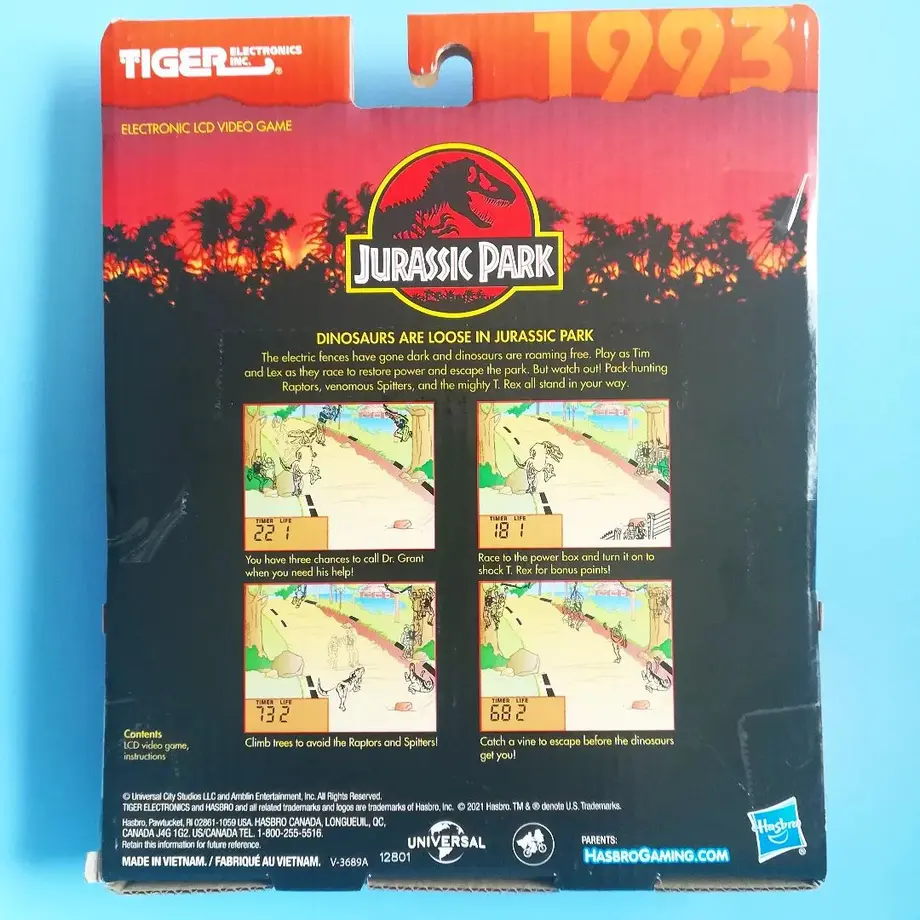 TIGER ELECTRONICS INC.®
1993
ELECTRONIC LCD VIDEO GAME
JURASSIC PARK
DINOSAURS ARE LOOSE IN JURASSIC PARK
The electric fences have gone dark and dinosaurs are roaming free. Play as Tim
and Lex as they race to restore power and escape the park. But watch out! Pack-hunting
Raptors, venomous Spitters, and the mighty T. Rex all stand in your way.
TIMER LIFE
22 1
TIMER LIFE
18 1
You have three chances to call Dr. Grant
when you need his help!
Race to the power box and turn it on to
shock T. Rex for bonus points!
TIMER LIFE
73 2
TIMER LIFE
68 2
Climb trees to avoid the Raptors and Spitters!
Catch a vine to escape before the dinosaurs
get you!
Contents
LCD video game,
instructions
© Universal City Studios LLC and Amblin Entertainment, Inc. All Rights Reserved.
TIGER ELECTRONICS and HASBRO and all related trademarks and logos are trademarks of Hasbro, Inc. © 2021 Hasbro. TM & ® denote U.S. Trademarks.
Hasbro, Pawtucket, RI 02861-1059 USA. HASBRO CANADA, LONGUEUIL, QC,
CANADA J4G 1G2. US/CANADA TEL. 1-800-255-5516.
Retain this information for future reference.
MADE IN VIETNAM. / FABRIQUÉ AU VIETNAM. V-3689A 12801
UNIVERSAL
PARENTS:
HASBROGAMING.COM
Hasbro®